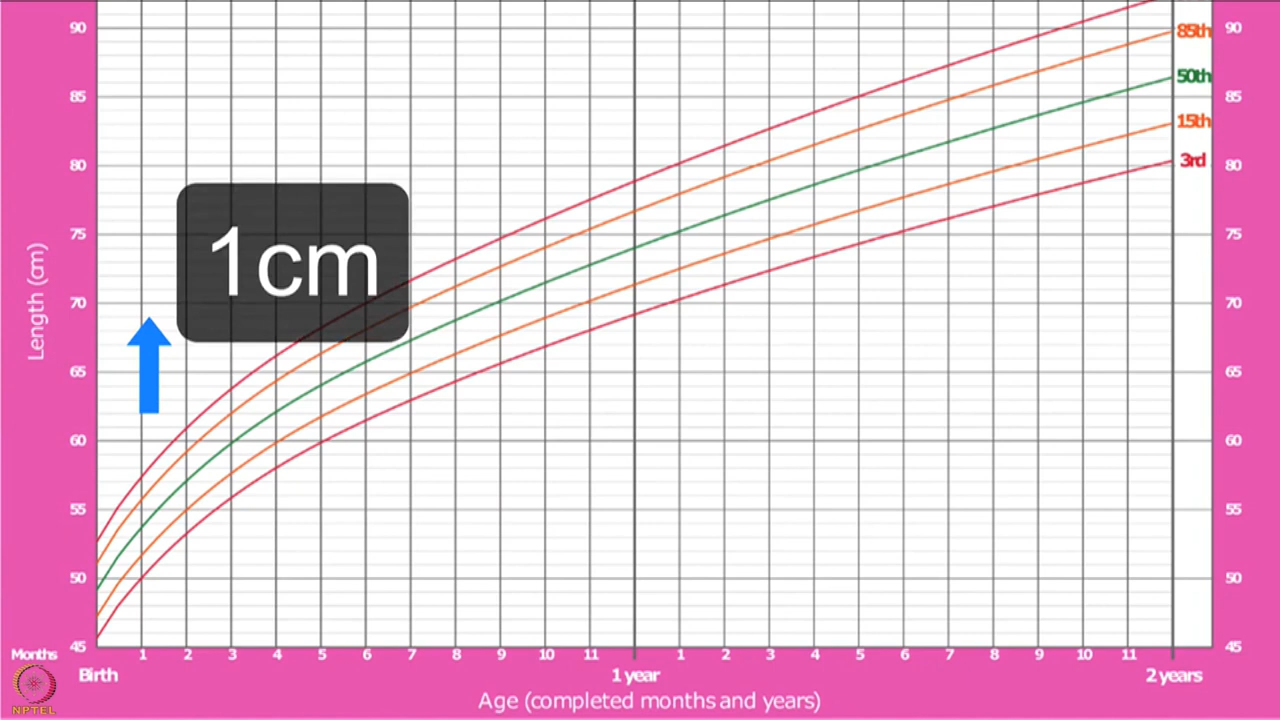 90
85
80
75
70
65
60
55
50
45
Length (cm)
1cm
85th
50th
15th
3rd
90
85
80
75
70
65
60
55
50
45
Months 1 2 3 4 5 6 7 8 9 10 11 1 2 3 4 5 6 7 8 9 10 11
Birth 1 year 2 years
Age (completed months and years)
NPTEL